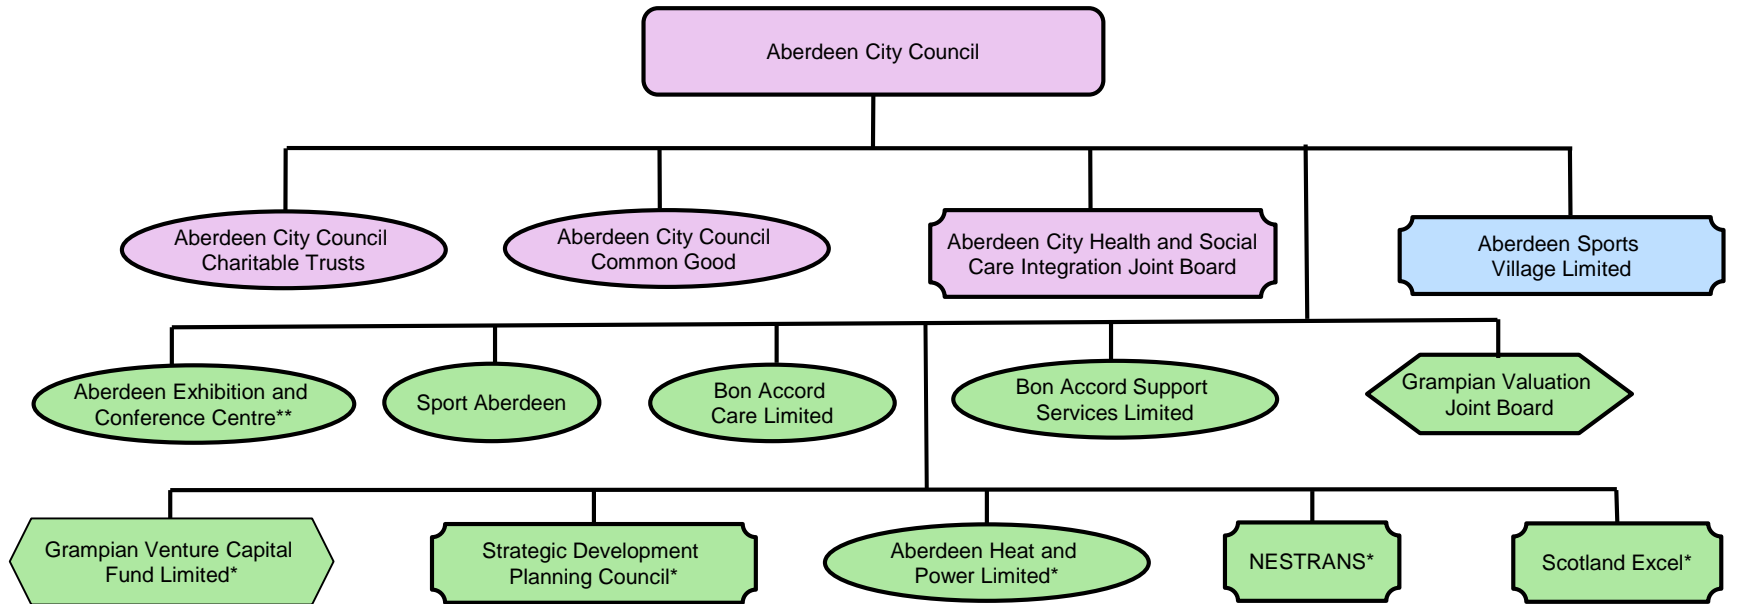 Aberdeen City Council
Aberdeen City Council
Charitable Trusts
Aberdeen City Council
Common Good
Aberdeen City Health and Social
Care Integration Joint Board
Aberdeen Sports
Village Limited
Aberdeen Exhibition and
Conference Centre**
Sport Aberdeen
Bon Accord
Care Limited
Bon Accord Support
Services Limited
Grampian Valuation
Joint Board
Grampian Venture Capital
Fund Limited*
Strategic Development
Planning Council*
Aberdeen Heat and
Power Limited*
NESTRANS*
Scotland Excel*